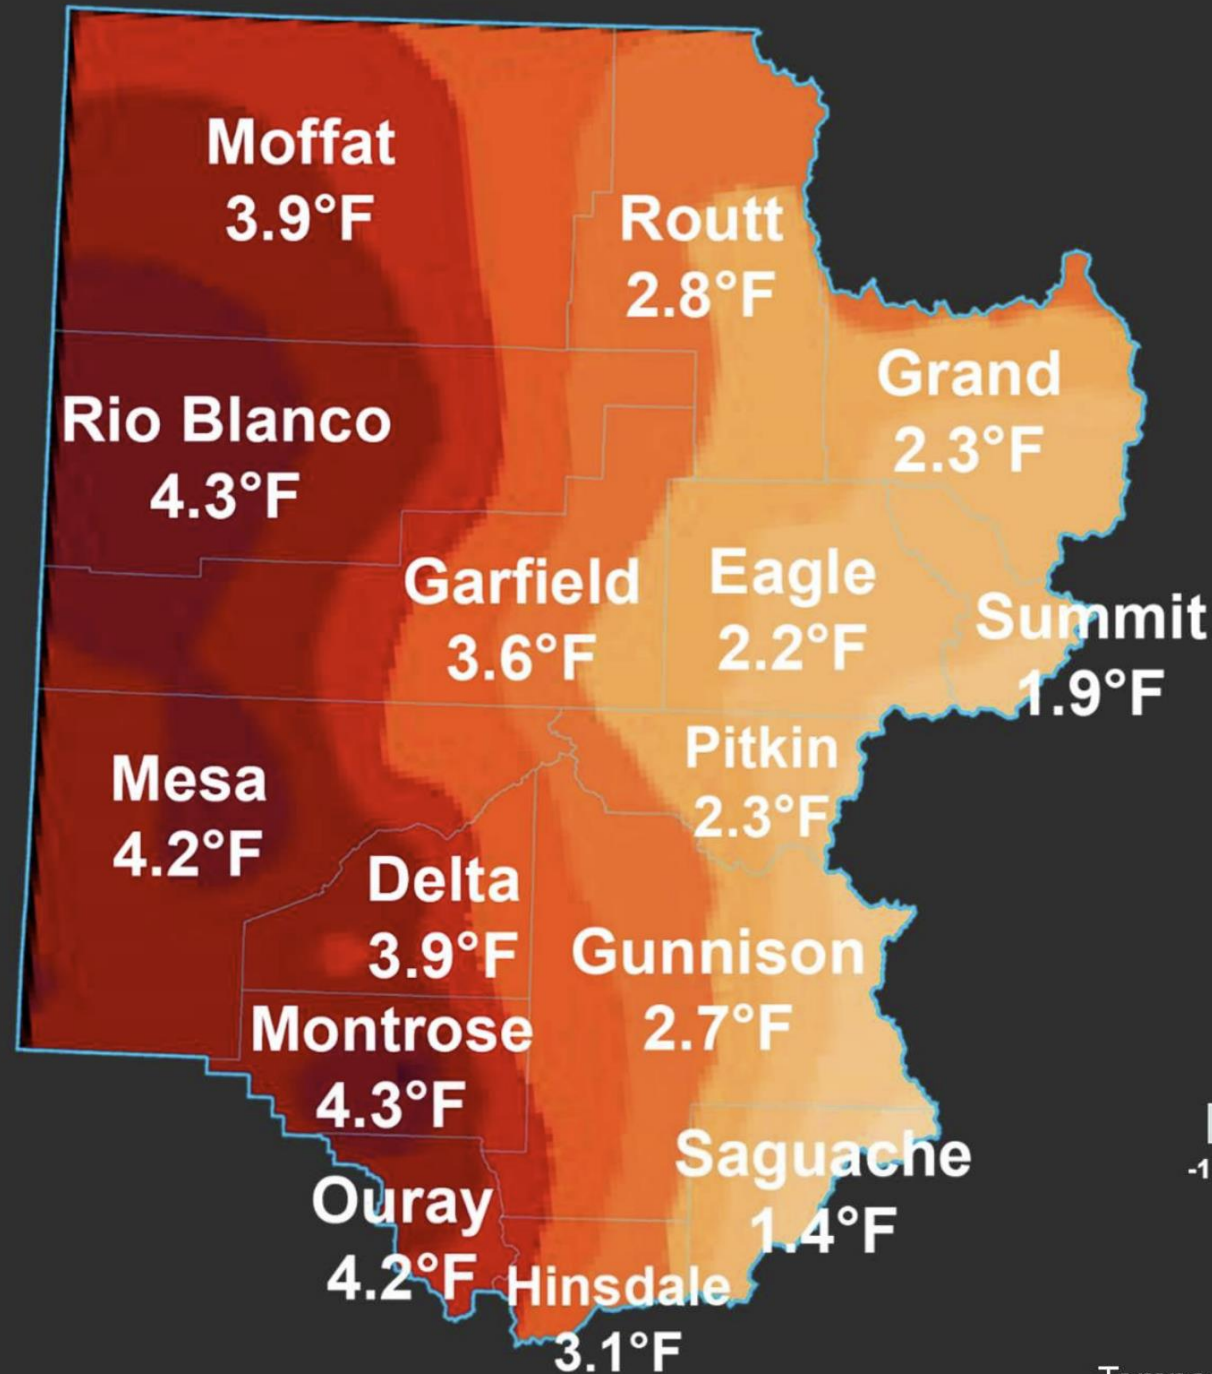 Moffat
3.9°F
Routt
2.8°F
Grand
2.3°F
Rio Blanco
4.3°F
Garfield
3.6°F
Eagle
2.2°F
Summit
1.9°F
Mesa
4.2°F
Pitkin
2.3°F
Delta
3.9°F
Gunnison
2.7°F
Montrose
4.3°F
Saguache
1.4°F
Ouray
4.2°F
Hinsdale
3.1°F
-1